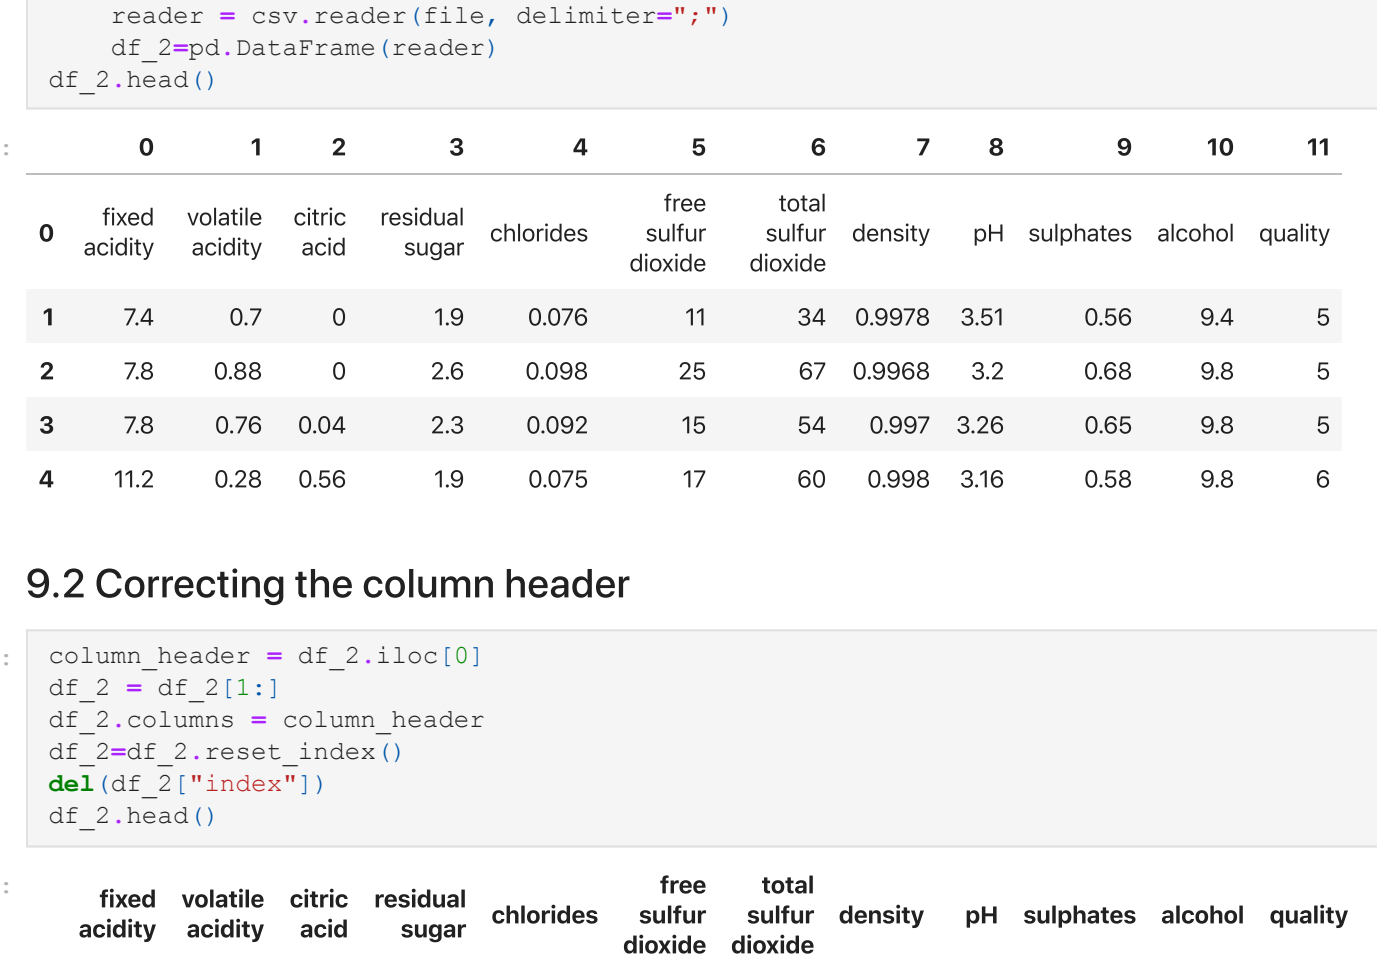 reader = csv.reader(file, delimiter=";")
df_2=pd.DataFrame(reader)
df_2.head()
:
0 1 2 3 4 5 6 7 8 9 10 11
0 fixed acidity volatile acidity citric acid residual sugar chlorides free sulfur dioxide total sulfur dioxide density pH sulphates alcohol quality
1 7.4 0.7 0 1.9 0.076 11 34 0.9978 3.51 0.56 9.4 5
2 7.8 0.88 0 2.6 0.098 25 67 0.9968 3.2 0.68 9.8 5
3 7.8 0.76 0.04 2.3 0.092 15 54 0.997 3.26 0.65 9.8 5
4 11.2 0.28 0.56 1.9 0.075 17 60 0.998 3.16 0.58 9.8 6
9.2 Correcting the column header
:
column_header = df_2.iloc[0]
df_2 = df_2[1:]
df_2.columns = column_header
df_2=df_2.reset_index()
del(df_2["index"])
df_2.head()
:
fixed acidity volatile acidity citric acid residual sugar chlorides free sulfur dioxide total sulfur dioxide density pH sulphates alcohol quality